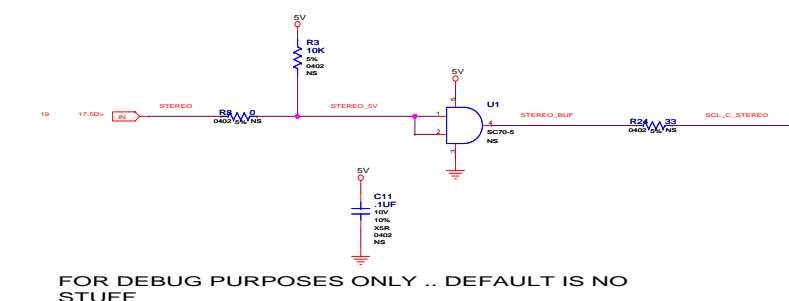 5V
R3
10K
5%
0402
NS
5V
19 17.5D> IN STEREO R8 0 STEREO_5V 1 5 U1 STEREO_BUF R24 33 SCL_C_STEREO
0402 5% NS 2 4 SC70-5 0402 5% NS
3 NS
5V
C11
.1UF
10V
10%
X5R
0402
NS
FOR DEBUG PURPOSES ONLY .. DEFAULT IS NO
STUFF